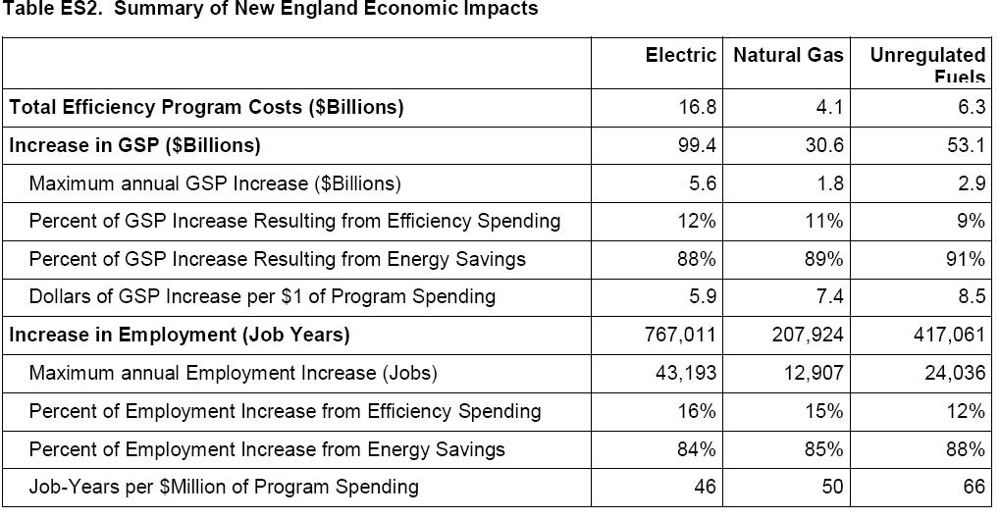 Table ES2. Summary of New England Economic Impacts
Electric Natural Gas Unregulated
Fuels
Total Efficiency Program Costs ($Billions) 16.8 4.1 6.3
Increase in GSP ($Billions) 99.4 30.6 53.1
Maximum annual GSP Increase ($Billions) 5.6 1.8 2.9
Percent of GSP Increase Resulting from Efficiency Spending 12% 11% 9%
Percent of GSP Increase Resulting from Energy Savings 88% 89% 91%
Dollars of GSP Increase per $1 of Program Spending 5.9 7.4 8.5
Increase in Employment (Job Years) 767,011 207,924 417,061
Maximum annual Employment Increase (Jobs) 43,193 12,907 24,036
Percent of Employment Increase from Efficiency Spending 16% 15% 12%
Percent of Employment Increase from Energy Savings 84% 85% 88%
Job-Years per $Million of Program Spending 46 50 66